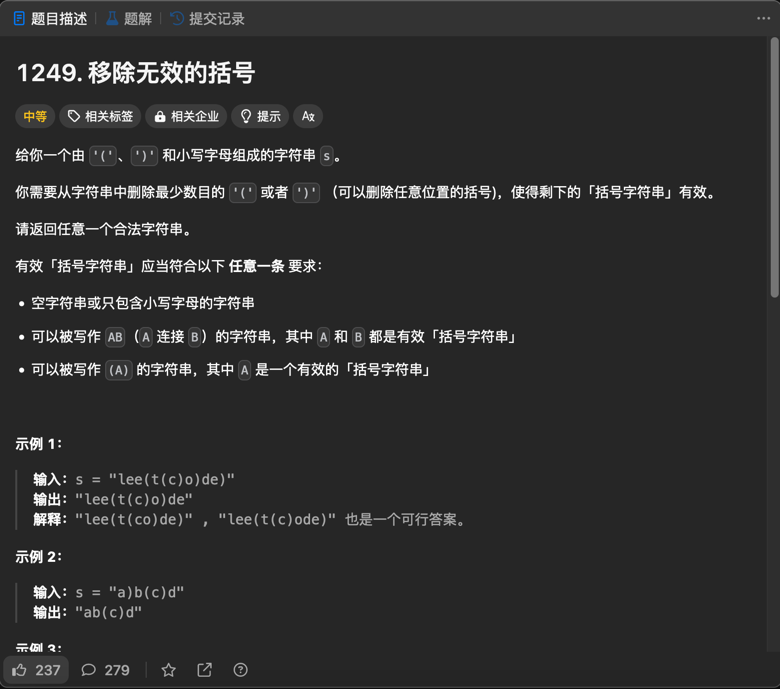 题目描述 题解 提交记录
1249. 移除无效的括号
中等 相关标签 相关企业 提示
给你一个由 '('、')' 和小写字母组成的字符串 s。
你需要从字符串中删除最少数目的 '(' 或者 ')' （可以删除任意位置的括号)，使得剩下的「括号字符串」有效。
请返回任意一个合法字符串。
有效「括号字符串」应当符合以下 任意一条 要求：
• 空字符串或只包含小写字母的字符串
• 可以被写作 AB（A 连接 B）的字符串，其中 A 和 B 都是有效「括号字符串」
• 可以被写作 (A) 的字符串，其中 A 是一个有效的「括号字符串」
示例 1：
输入：s = "lee(t(c)o)de)"
输出："lee(t(c)o)de"
解释："lee(t(co)de)" , "lee(t(c)ode)" 也是一个可行答案。
示例 2：
输入：s = "a)b(c)d"
输出："ab(c)d"
示例 3：
237 279